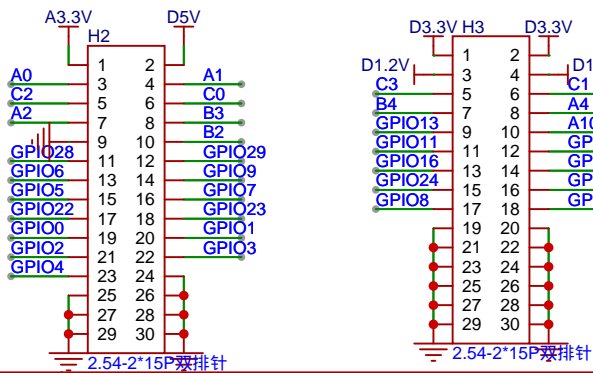 A3.3V D5V
H2
1 2
A0 3 4 A1
C2 5 6 C0
A2 7 8 B3
9 10 B2
GPIO28 11 12 GPIO29
GPIO6 13 14 GPIO9
GPIO5 15 16 GPIO7
GPIO22 17 18 GPIO23
GPIO0 19 20 GPIO1
GPIO2 21 22 GPIO3
GPIO4 23 24
25 26
27 28
29 30
2.54-2*15P双排针
D3.3V H3 D3.3V
1 2
D1.2V 3 4 D1
C3 5 6 C1
B4 7 8 A4
GPIO13 9 10 A10
GPIO11 11 12 GP
GPIO16 13 14 GP
GPIO24 15 16 GP
GPIO8 17 18 GP
19 20
21 22
23 24
25 26
27 28
29 30
2.54-2*15P双排针